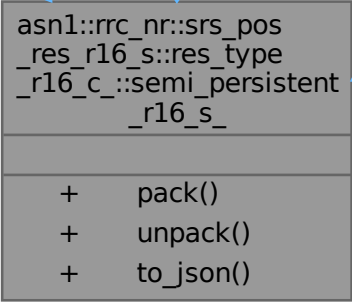 asn1::rrc_nr::srs_pos
_res_r16_s::res_type
_r16_c_::semi_persistent
_r16_s_
+ pack()
+ unpack()
+ to_json()